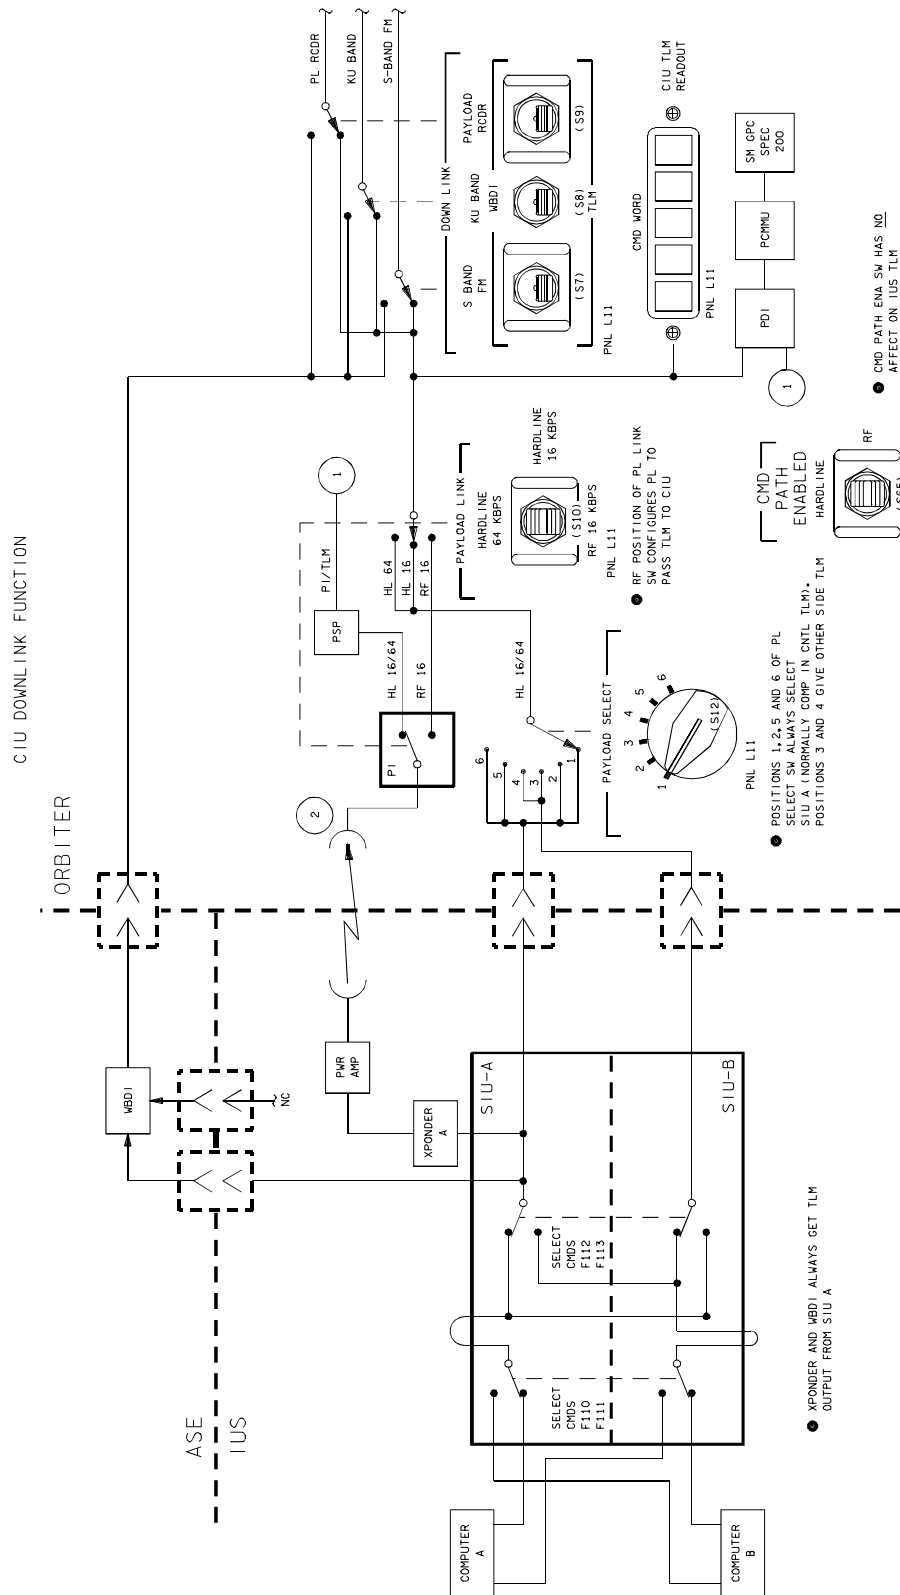 CIU DOWNLINK FUNCTION
ORBITER
ASE
IUS
PL RCDR
KU BAND
S-BAND FM
DOWN LINK
S BAND
FM
KU BAND
WBDI
PAYLOAD
RCDR
(S7)
(S8)
(S9)
TLM
PNL L11
CIU TLM
READOUT
CMD WORD
PNL L11
SM GPC
SPEC
200
PCMMU
PDI
1
CMD PATH ENA SW HAS NO
AFFECT ON IUS TLM
CMD
PATH
ENABLED
HARDLINE
RF
1
PI/TLM
PSP
HL 64
HL 16
RF 16
HL 16/64
RF 16
PI
2
PAYLOAD LINK
HARDLINE
64 KBPS
HARDLINE
16 KBPS
(S10)
RF 16 KBPS
PNL L11
RF POSITION OF PL LINK
SW CONFIGURES PL TO
PASS TLM TO CIU
HL 16/64
6
5
4
3
2
1
PAYLOAD SELECT
1
2
3
4
5
6
(S12)
PNL L11
POSITIONS 1,2,5 AND 6 OF PL
SELECT SW ALWAYS SELECT
SIU A (NORMALLY COMP IN CNTL TLM).
POSITIONS 3 AND 4 GIVE OTHER SIDE TLM
WBDI
NC
PWR
AMP
XPONDER
A
SIU-A
SIU-B
SELECT
CMDS
F112
F113
SELECT
CMDS
F110
F111
COMPUTER
A
COMPUTER
B
XPONDER AND WBDI ALWAYS GET TLM
OUTPUT FROM SIU A